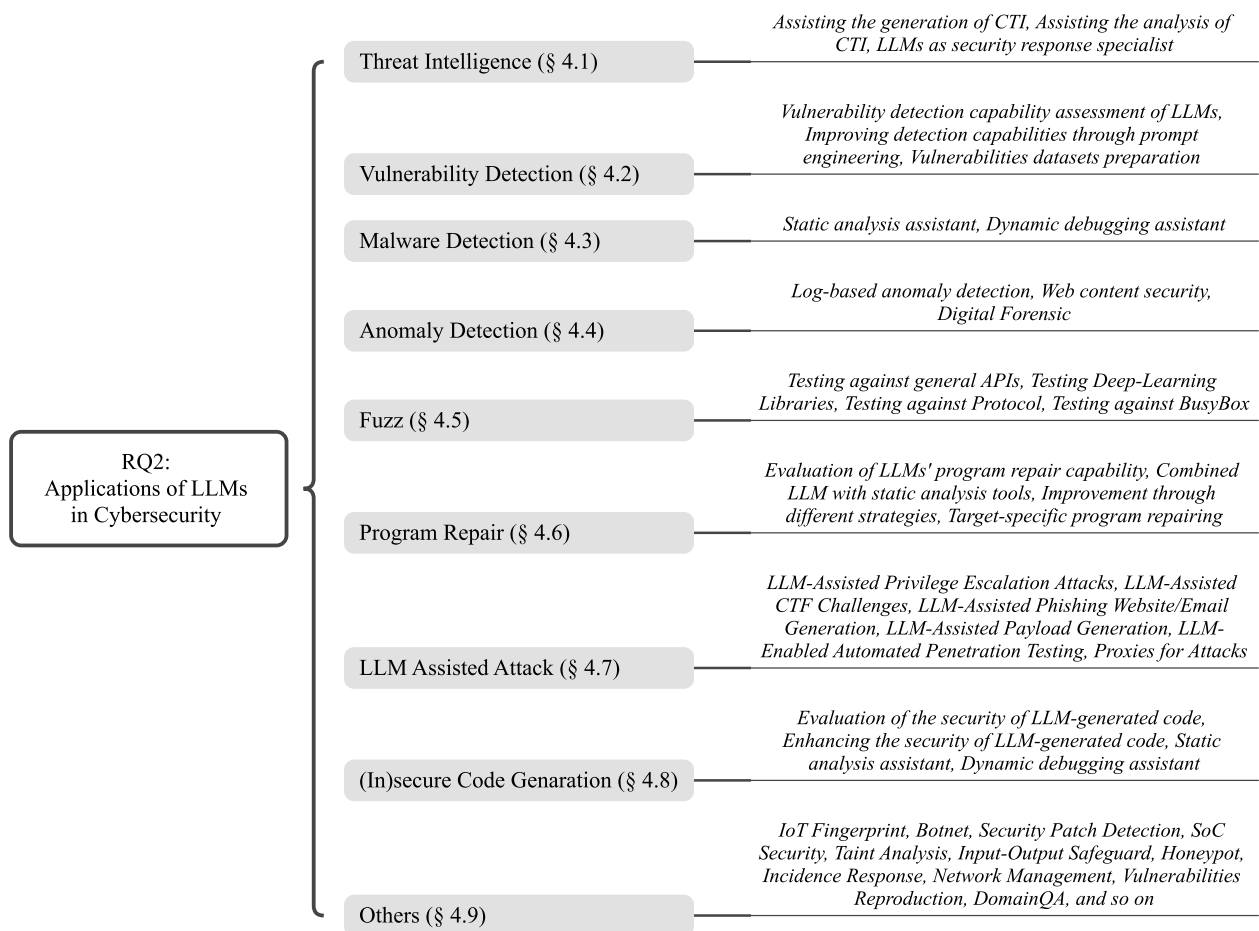 RQ2:
Applications of LLMs
in Cybersecurity
Threat Intelligence (§ 4.1)
Assisting the generation of CTI, Assisting the analysis of
CTI, LLMs as security response specialist
Vulnerability Detection (§ 4.2)
Vulnerability detection capability assessment of LLMs,
Improving detection capabilities through prompt
engineering, Vulnerabilities datasets preparation
Malware Detection (§ 4.3)
Static analysis assistant, Dynamic debugging assistant
Anomaly Detection (§ 4.4)
Log-based anomaly detection, Web content security,
Digital Forensic
Fuzz (§ 4.5)
Testing against general APIs, Testing Deep-Learning
Libraries, Testing against Protocol, Testing against BusyBox
Program Repair (§ 4.6)
Evaluation of LLMs' program repair capability, Combined
LLM with static analysis tools, Improvement through
different strategies, Target-specific program repairing
LLM Assisted Attack (§ 4.7)
LLM-Assisted Privilege Escalation Attacks, LLM-Assisted
CTF Challenges, LLM-Assisted Phishing Website/Email
Generation, LLM-Assisted Payload Generation, LLM-
Enabled Automated Penetration Testing, Proxies for Attacks
(In)secure Code Genaration (§ 4.8)
Evaluation of the security of LLM-generated code,
Enhancing the security of LLM-generated code, Static
analysis assistant, Dynamic debugging assistant
Others (§ 4.9)
IoT Fingerprint, Botnet, Security Patch Detection, SoC
Security, Taint Analysis, Input-Output Safeguard, Honeypot,
Incidence Response, Network Management, Vulnerabilities
Reproduction, DomainQA, and so on